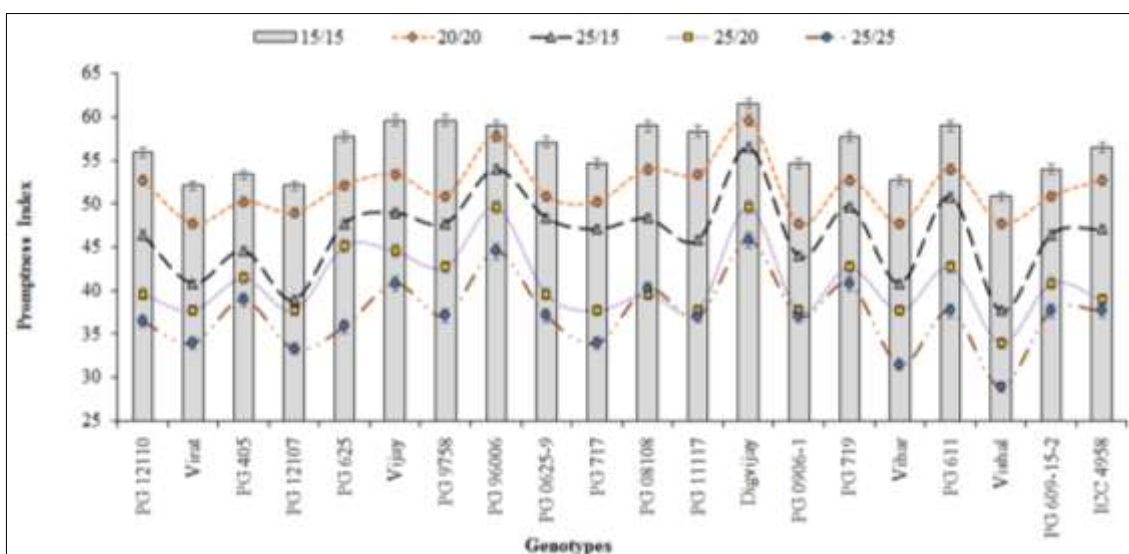 15/15 20/20 25/15 25/20 25/25
65
60
55
50
45
40
35
30
25
Promptness Index
PG 12110
Virat
PG 405
PG 12107
PG 625
Vijay
PG 9758
PG 96006
PG 0625-9
PG 717
PG 08108
PG 11117
Digvijay
PG 0906-1
PG 719
Vihar
PG 611
Vishal
PG 609-15-2
ICC 4958
Genotypes